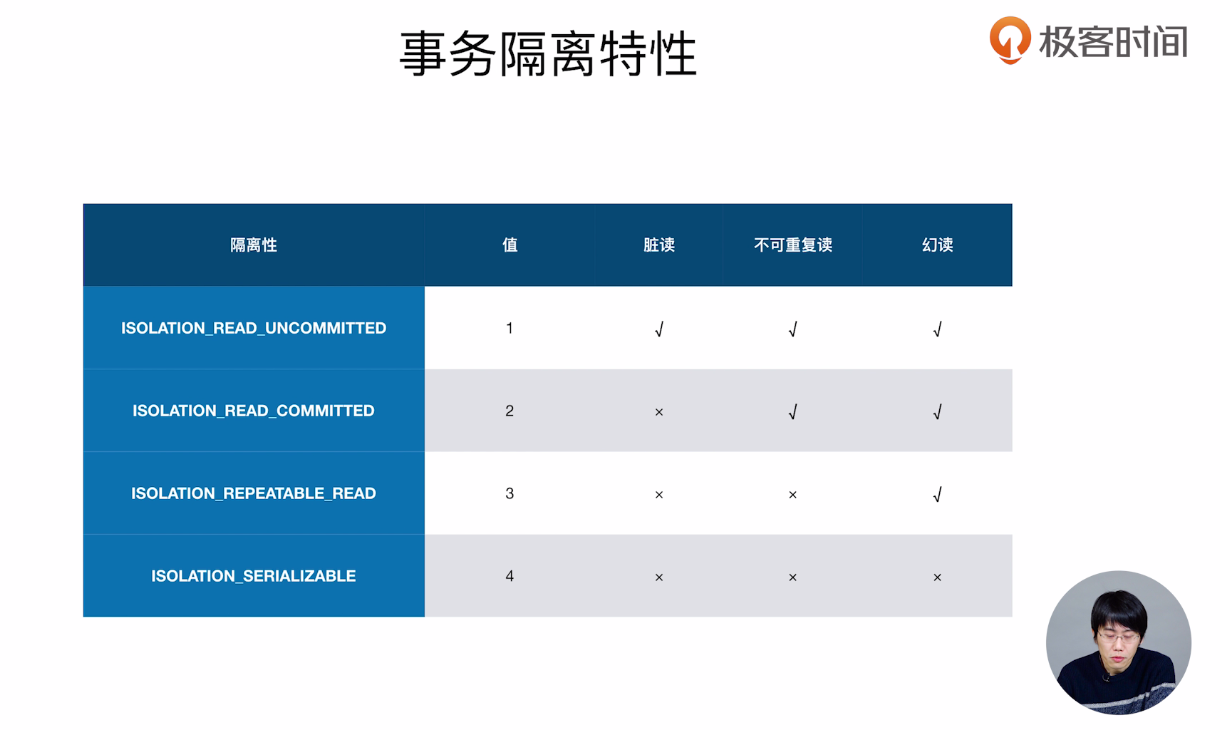 事务隔离特性
极客时间
隔离性 值 脏读 不可重复读 幻读
ISOLATION_READ_UNCOMMITTED 1 √ √ √
ISOLATION_READ_COMMITTED 2 × √ √
ISOLATION_REPEATABLE_READ 3 × × √
ISOLATION_SERIALIZABLE 4 × × ×